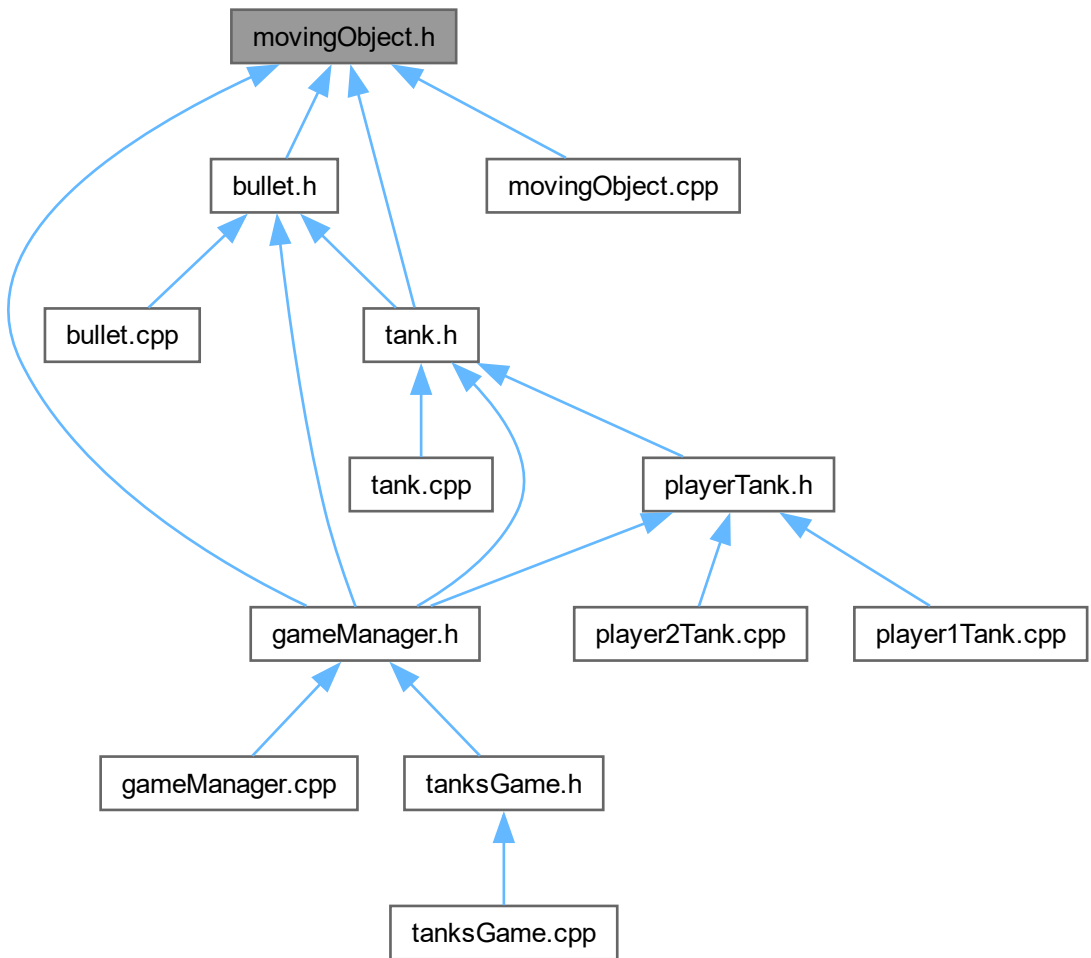 movingObject.h
bullet.h
movingObject.cpp
bullet.cpp
tank.h
tank.cpp
playerTank.h
gameManager.h
player2Tank.cpp
player1Tank.cpp
gameManager.cpp
tanksGame.h
tanksGame.cpp